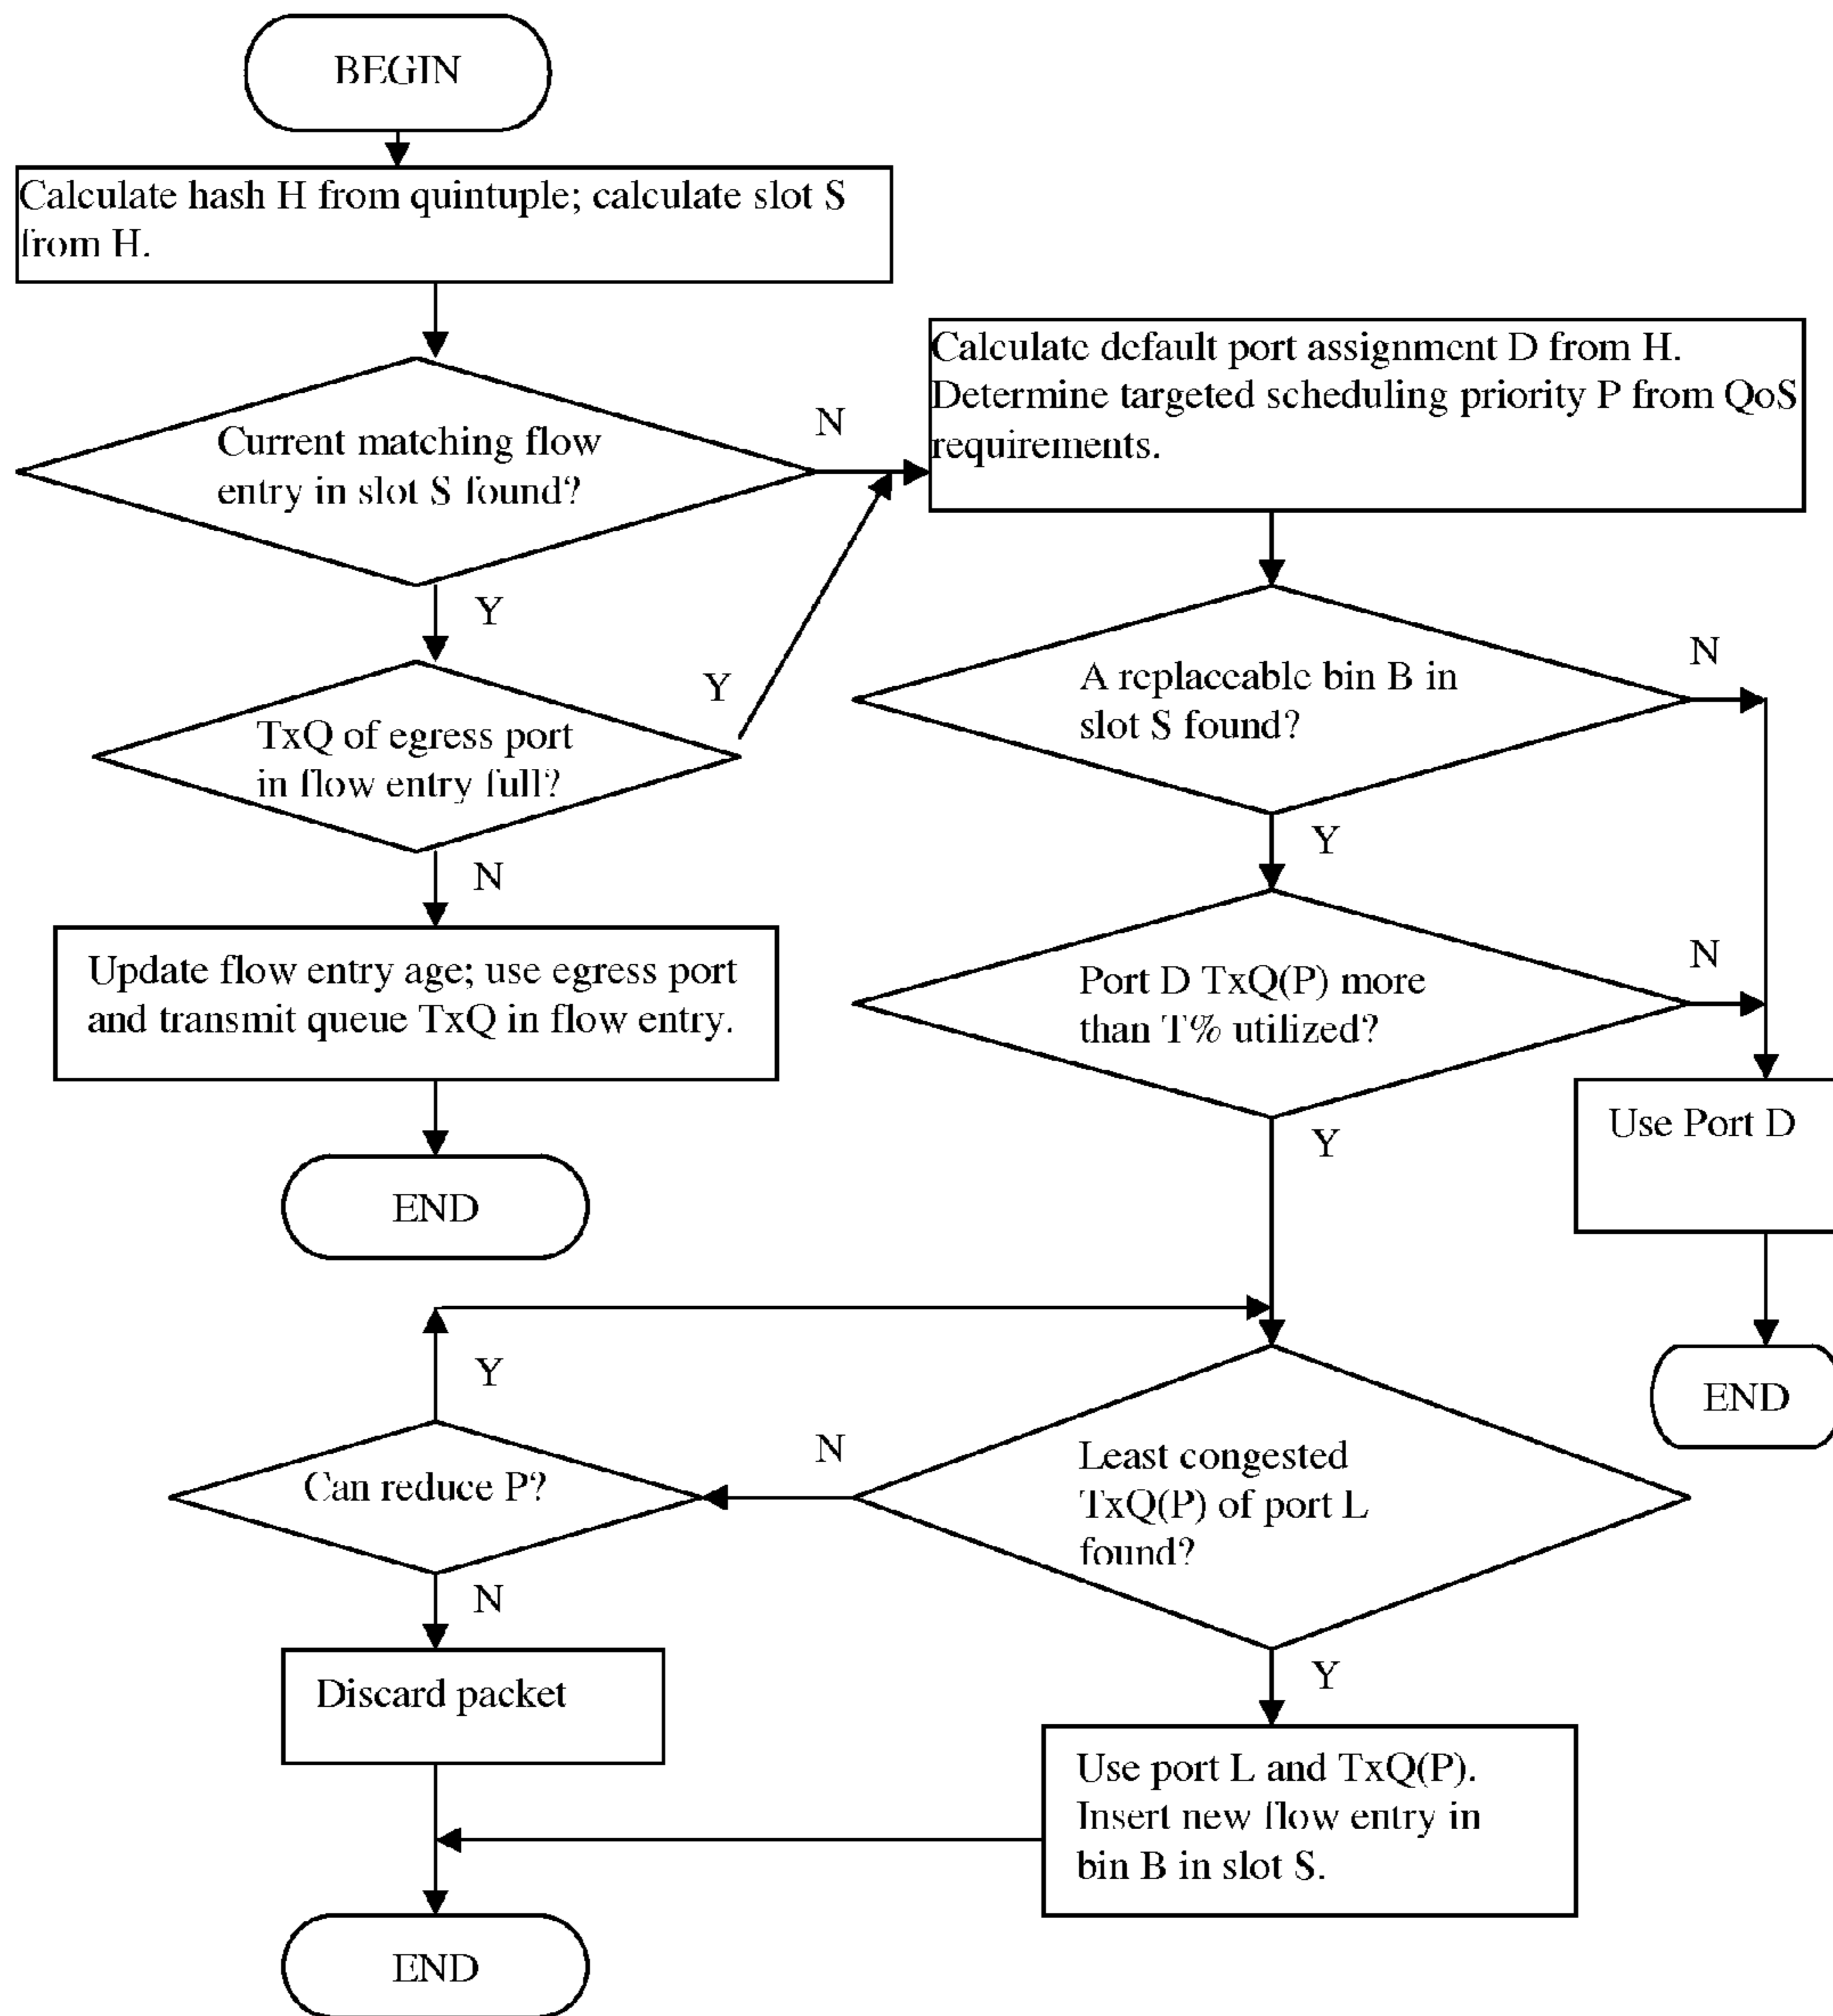 BEGIN
Calculate hash H from quintuple; calculate slot S
from H.
Current matching flow
entry in slot S found?
N
Calculate default port assignment D from H.
Determine targeted scheduling priority P from QoS
requirements.
Y
TxQ of egress port
in flow entry full?
Y
N
Update flow entry age; use egress port
and transmit queue TxQ in flow entry.
END
A replaceable bin B in
slot S found?
N
Y
Port D TxQ(P) more
than T% utilized?
N
Y
Use Port D
END
Least congested
TxQ(P) of port L
found?
N
Can reduce P?
Y
N
Discard packet
Y
Use port L and TxQ(P).
Insert new flow entry in
bin B in slot S.
END